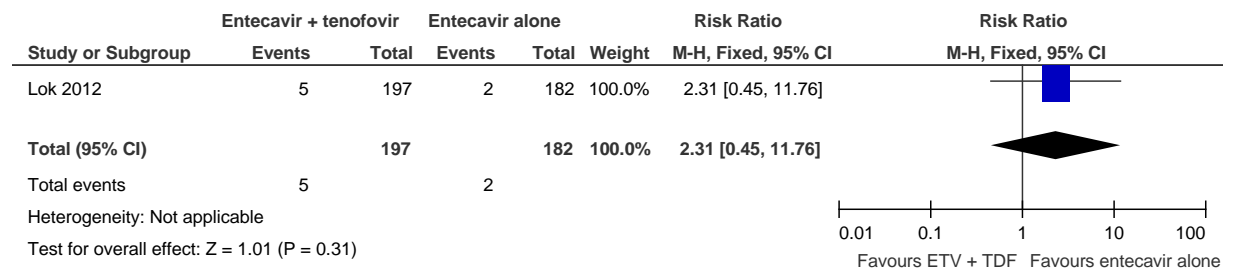 Entecavir + tenofovir Entecavir alone Risk Ratio Risk Ratio
Study or Subgroup Events Total Events Total Weight M-H, Fixed, 95% CI M-H, Fixed, 95% CI
Lok 2012 5 197 2 182 100.0% 2.31 [0.45, 11.76]
Total (95% CI) 197 182 100.0% 2.31 [0.45, 11.76]
Total events 5 2
Heterogeneity: Not applicable
Test for overall effect: Z = 1.01 (P = 0.31)
0.01 0.1 1 10 100
Favours ETV + TDF Favours entecavir alone